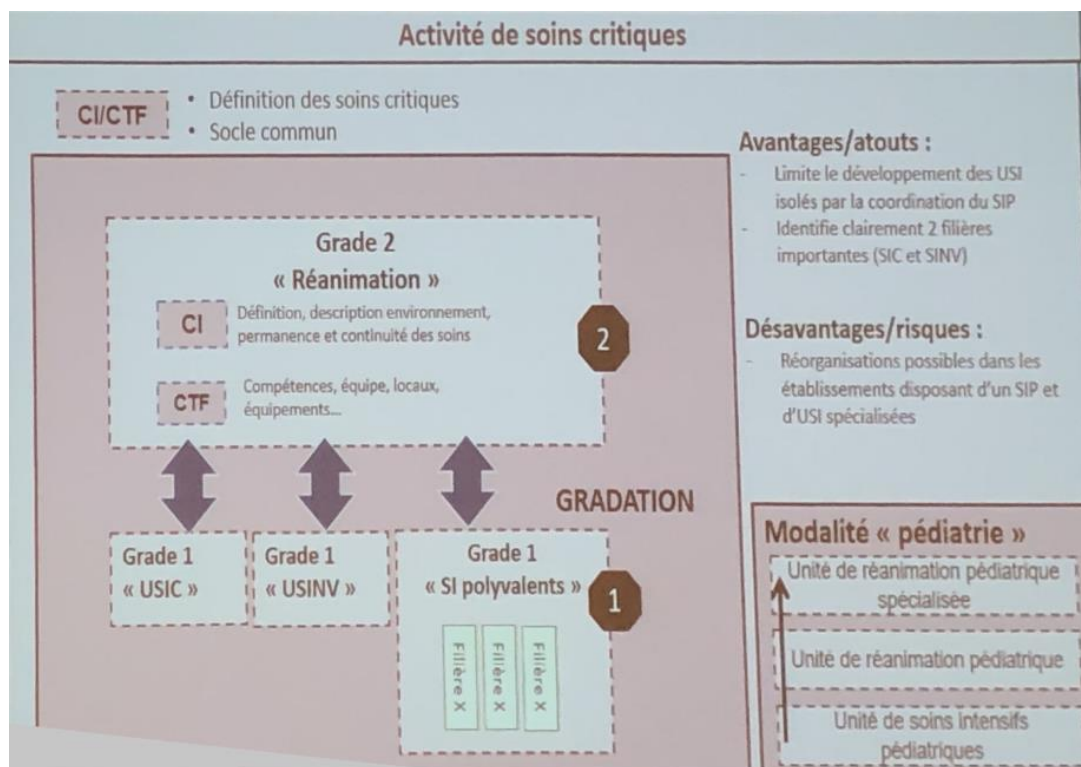 Activité de soins critiques
CI/CTF
• Définition des soins critiques
• Socle commun
Grade 2
« Réanimation »
CI
Définition, description environnement,
permanence et continuité des soins
CTF
Compétences, équipe, locaux,
équipements...
2
GRADATION
Grade 1
« USIC »
Grade 1
« USINV »
Grade 1
« SI polyvalents »
1
Filière X
Filière X
Filière X
Avantages/atouts :
- Limite le développement des USI
isolés par la coordination du SIP
- Identifie clairement 2 filières
importantes (SIC et SINV)
Désavantages/risques :
- Réorganisations possibles dans les
établissements disposant d'un SIP et
d'USI spécialisées
Modalité « pédiatrie »
Unité de réanimation pédiatrique
spécialisée
Unité de réanimation pédiatrique
Unité de soins intensifs
pédiatriques